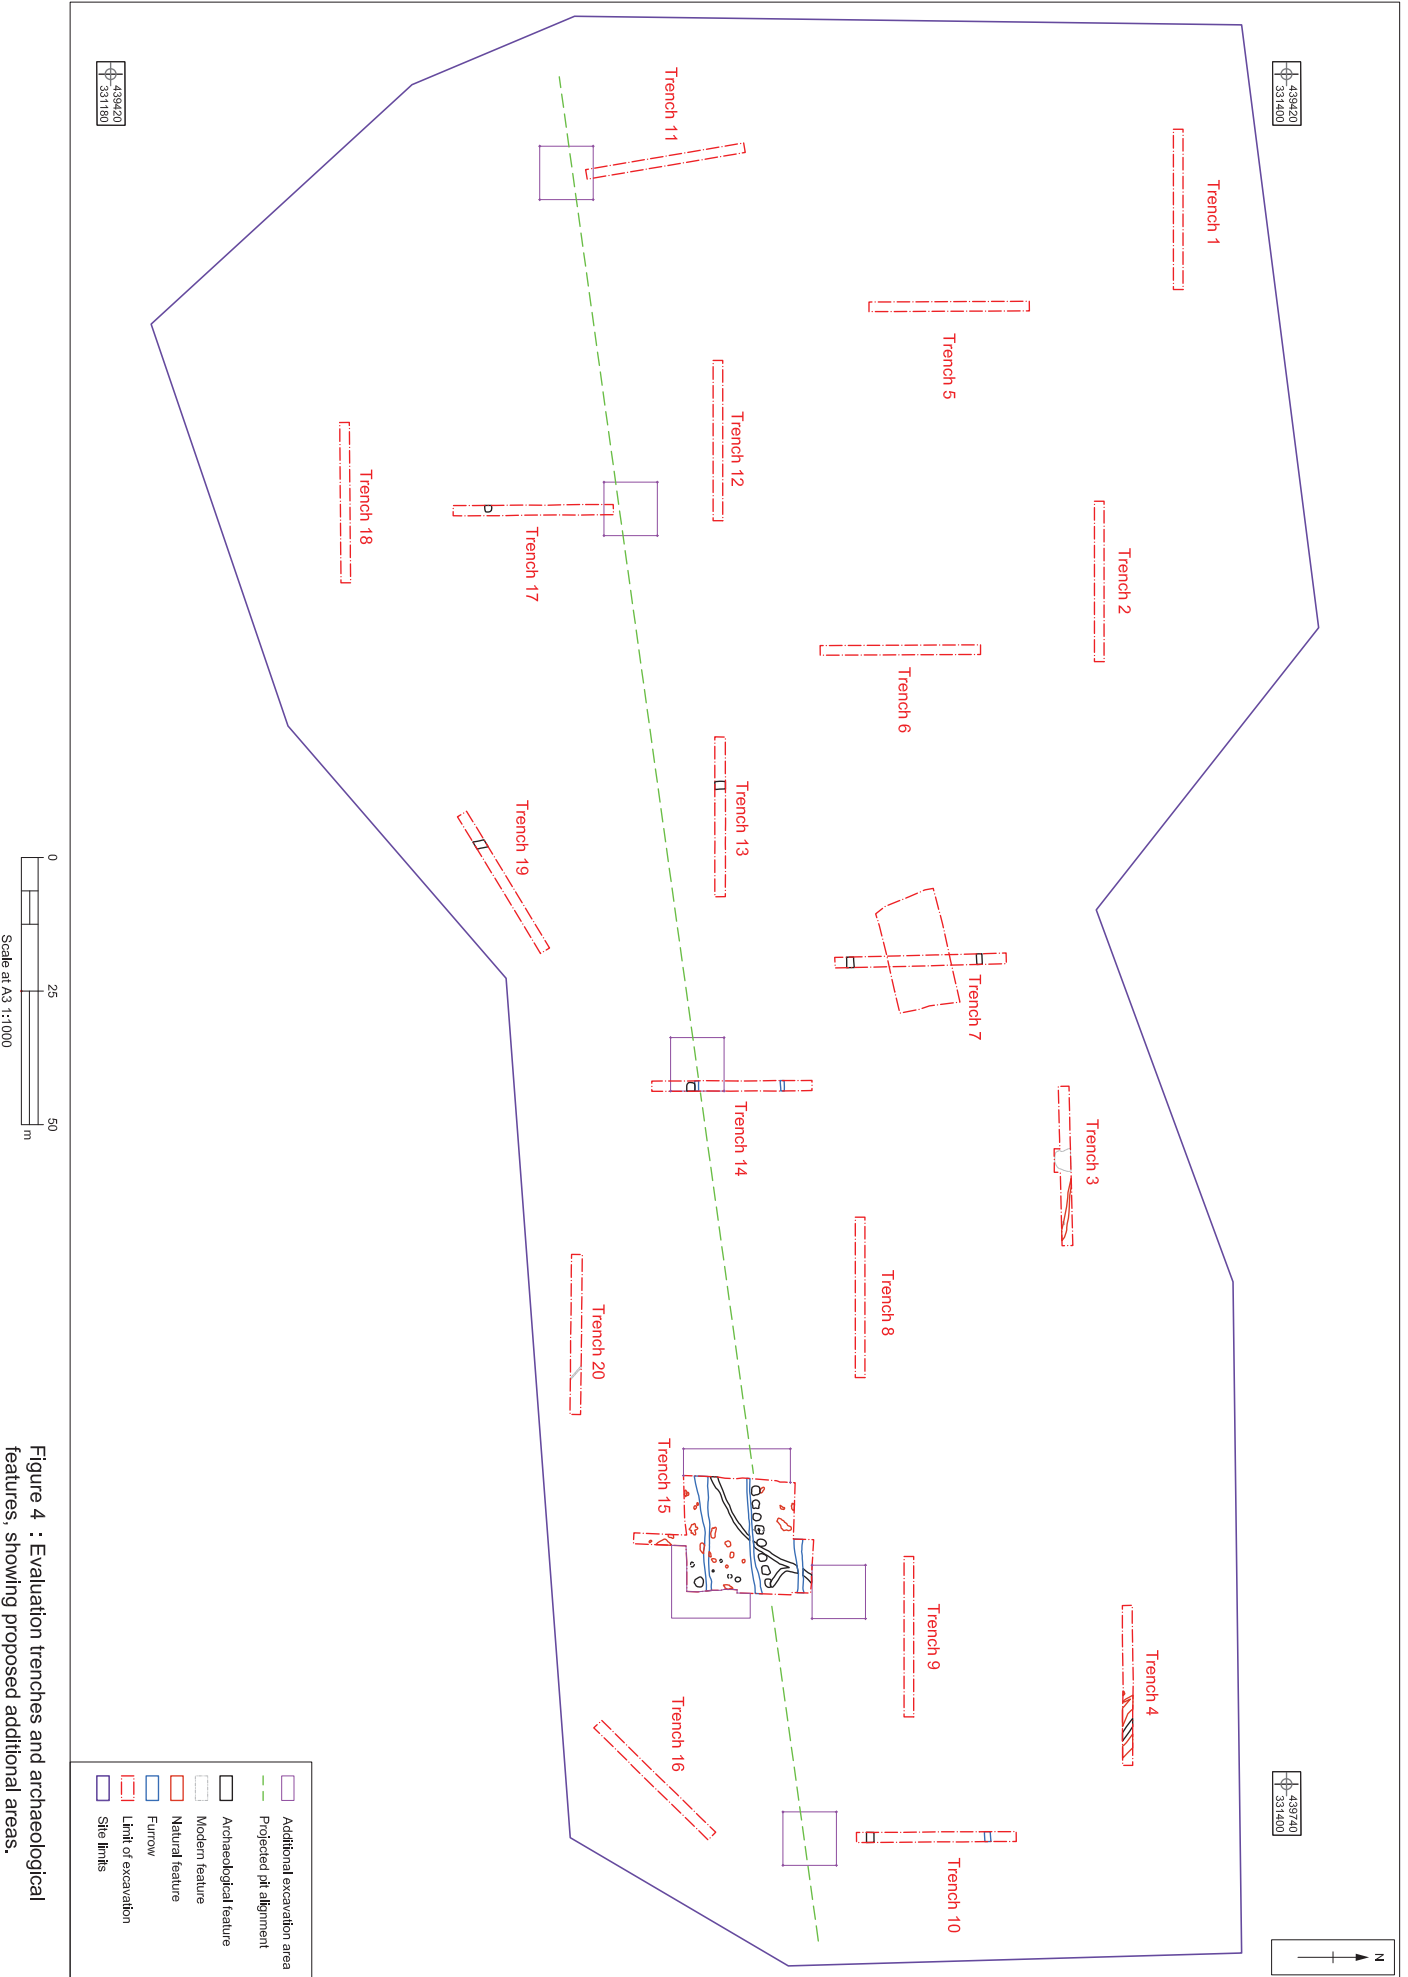 439420
331400
439740
331400
N
Trench 1
Trench 2
Trench 3
Trench 4
Trench 5
Trench 6
Trench 7
Trench 8
Trench 9
Trench 10
Trench 11
Trench 12
Trench 13
Trench 14
Trench 15
Trench 16
Trench 17
Trench 18
Trench 19
Trench 20
439420
331180
Additional excavation area
Projected pit alignment
Archaeological feature
Modern feature
Natural feature
Furrow
Limit of excavation
Site limits
0
25
50
m
Scale at A3 1:1000
Figure 4 : Evaluation trenches and archaeological
features, showing proposed additional areas.